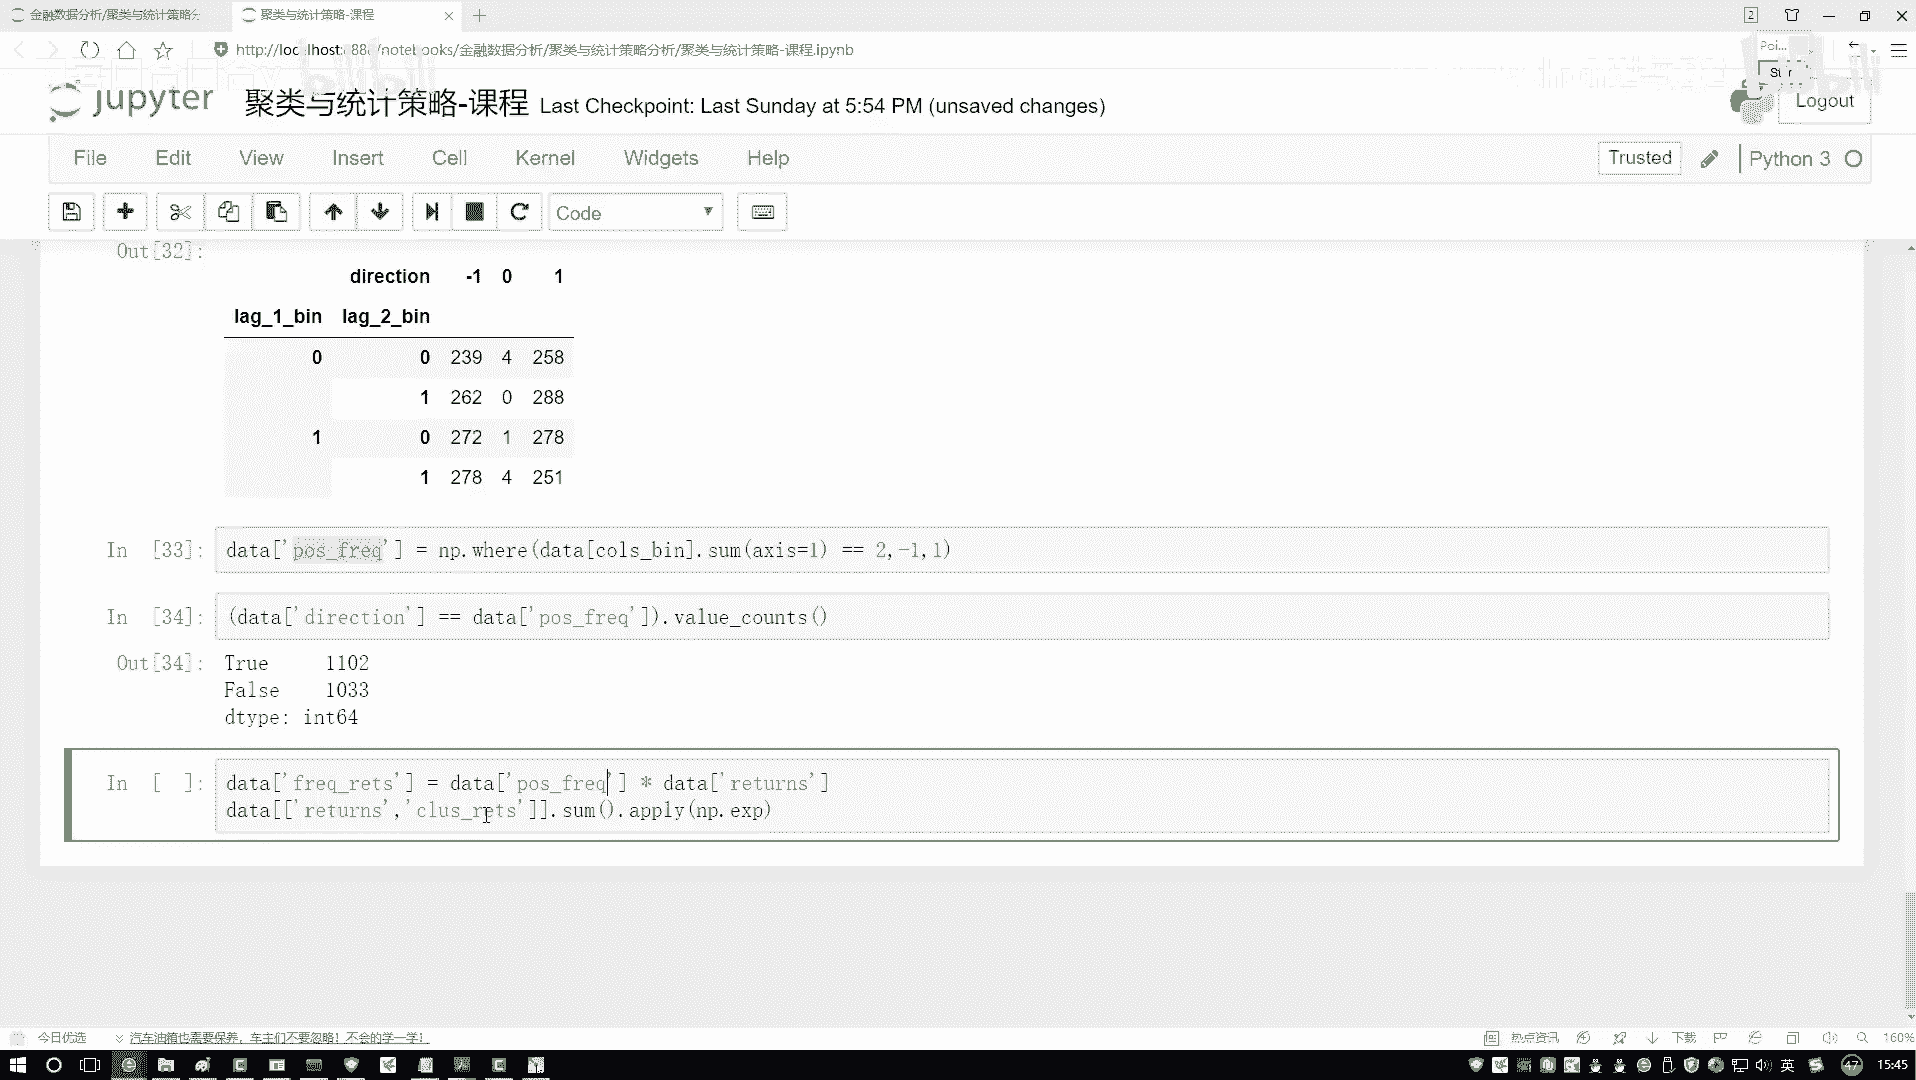 金融数据分析/聚类与统计策略分
聚类与统计策略-课程
2
http://localhost:888/notebooks/金融数据分析/聚类与统计策略分析/聚类与统计策略-课程.ipynb
Poi...
jupyter 聚类与统计策略-课程 Last Checkpoint: Last Sunday at 5:54 PM (unsaved changes)
Logout
File Edit View Insert Cell Kernel Widgets Help
Trusted Python 3
Code
Out[32]:
direction -1 0 1
lag_1_bin lag_2_bin
0 0 239 4 258
1 262 0 288
1 0 272 1 278
1 278 4 251
In [33]: data['pos_freq'] = np.where(data[cols_bin].sum(axis=1) == 2,-1,1)
In [34]: (data['direction'] == data['pos_freq']).value_counts()
Out[34]: True 1102
False 1033
dtype: int64
In [ ]: data['freq_rets'] = data['pos_freq'] * data['returns']
data[['returns','clus_rets']].sum().apply(np.exp)
今日优选 汽车油箱也需要保养,车主们不要忽略!不会的学一学!
热点资讯 下载 160%
英 47 15:45